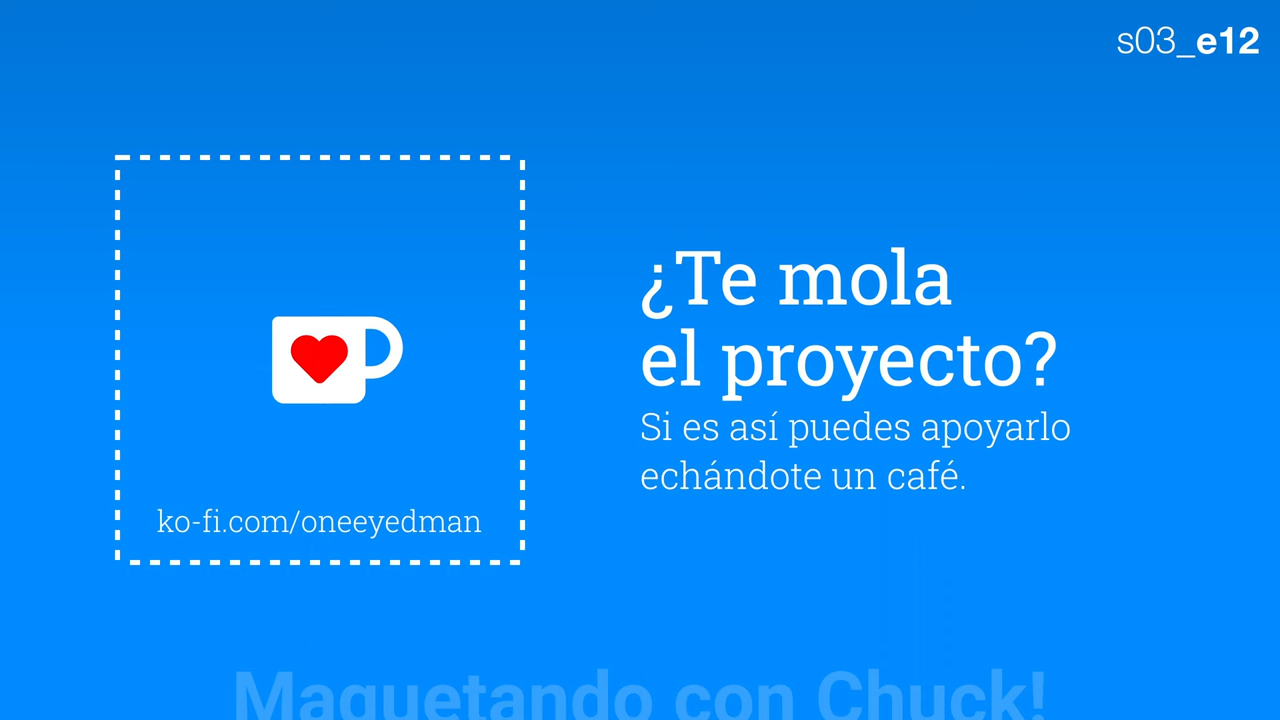 s03_e12
¿Te mola
el proyecto?
Si es así puedes apoyarlo
echándote un café.
ko-fi.com/oneeyedman
Maquetando con Chuck!